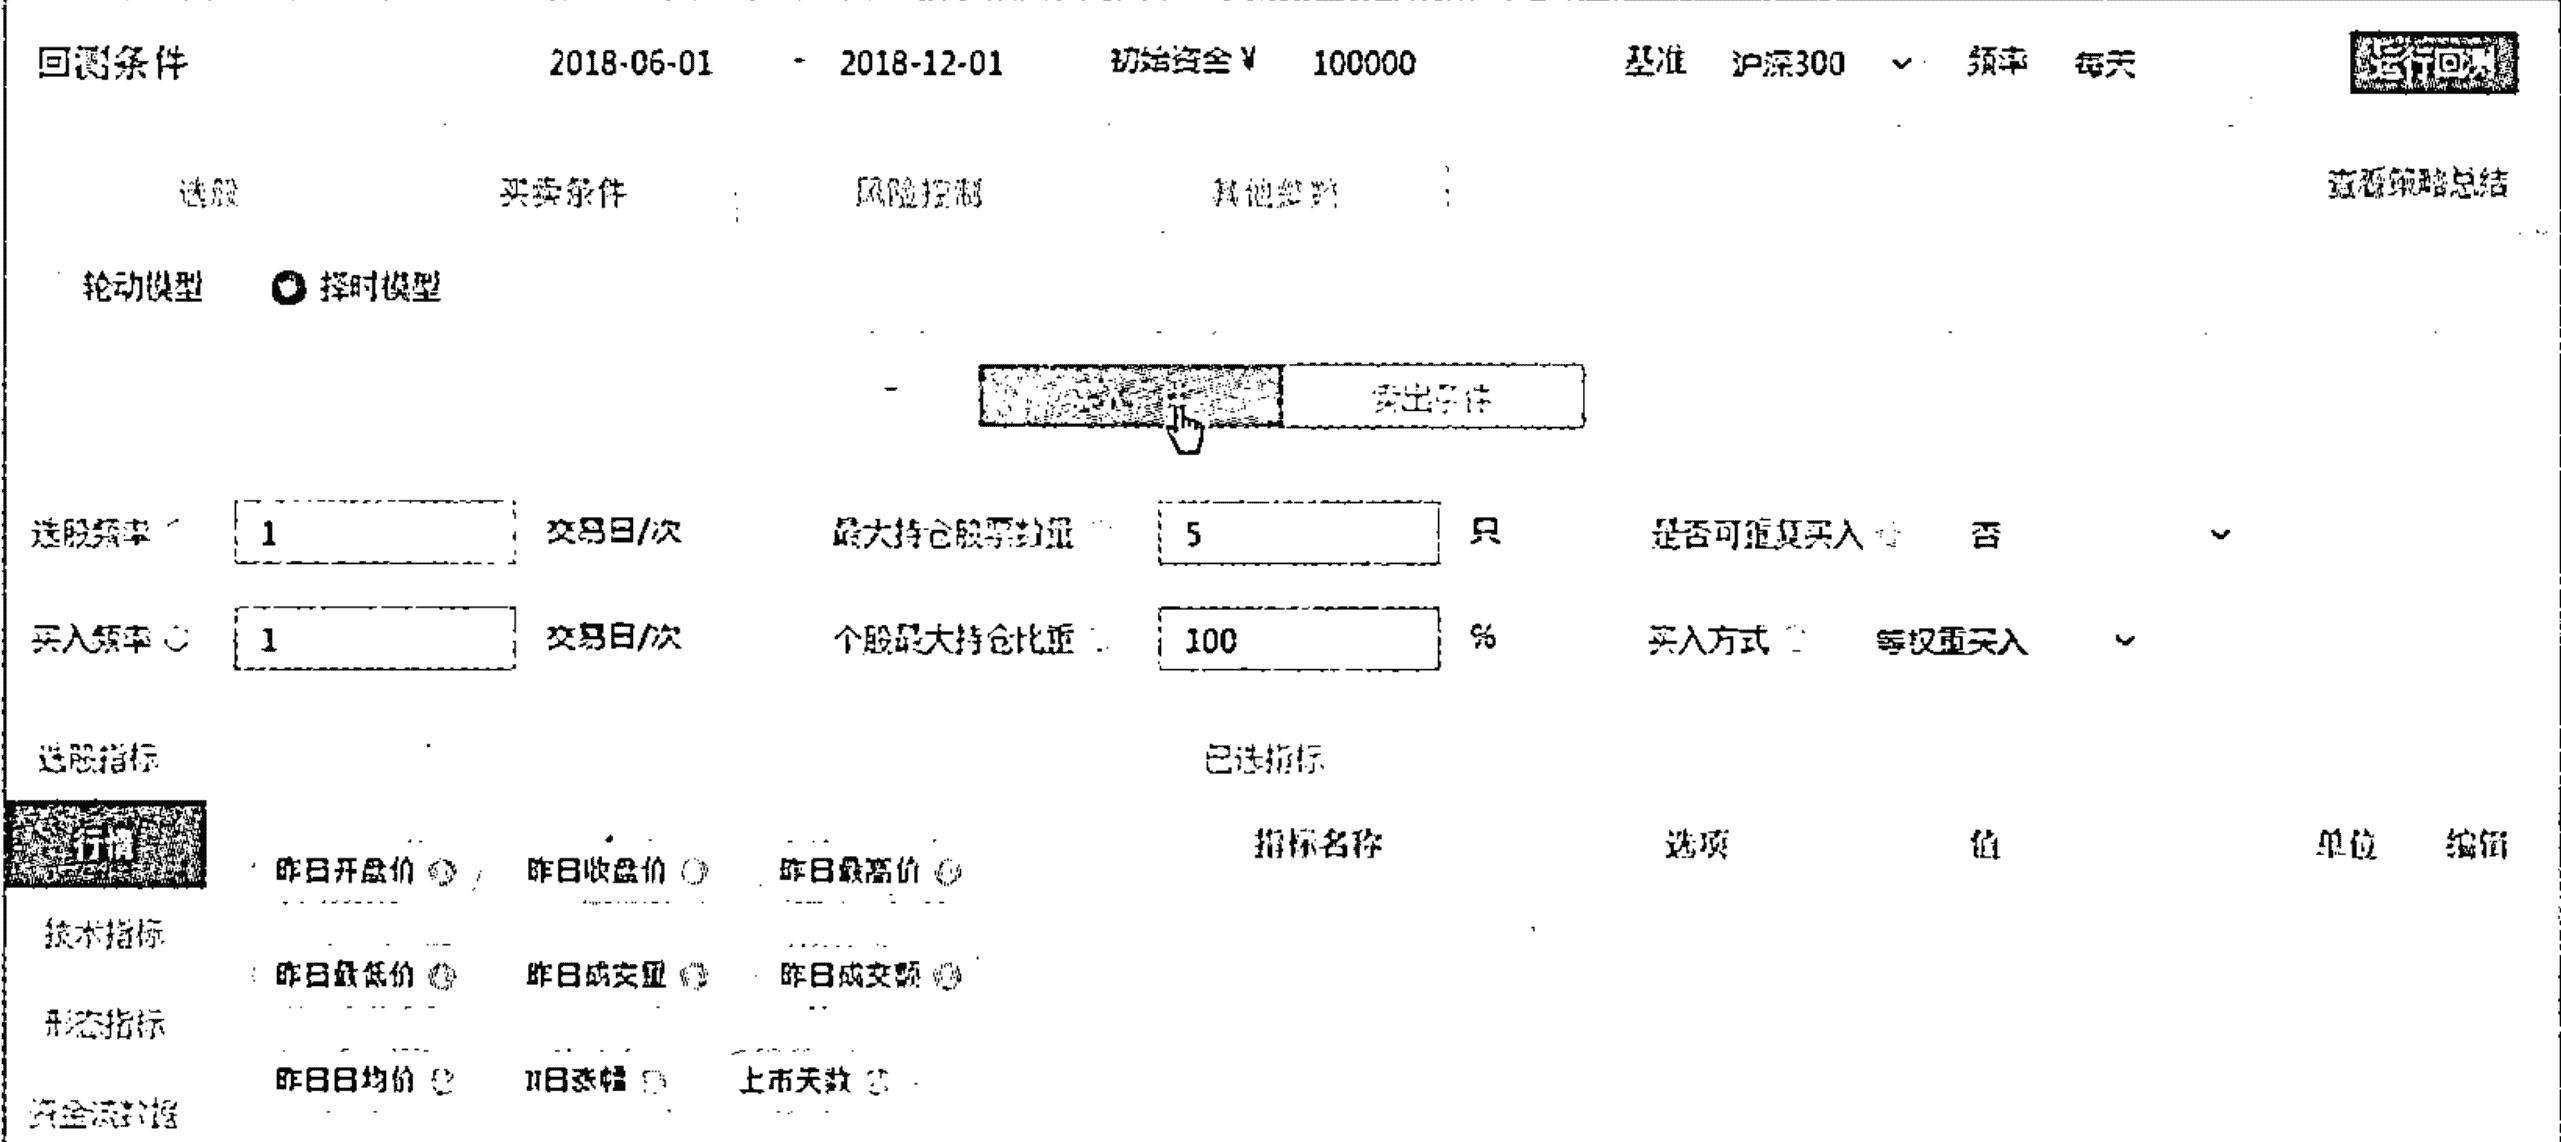 回测条件 2018-06-01 - 2018-12-01 初始资金 ¥ 100000 基准 沪深300 频率 每天 运行回测
选股 买卖条件 风险控制 其他参数 查看策略总结
轮动模型 择时模型
卖出条件
选股频率 1 交易日/次 最大持仓股票数量 5 只 是否可重复买入 否
买入频率 1 交易日/次 个股最大持仓比重 100 % 买入方式 等权重买入
选股指标 已选指标
行情 昨日开盘价 昨日收盘价 昨日最高价 指标名称 选项 值 单位 编辑
技术指标 昨日最低价 昨日成交量 昨日成交额
形态指标 昨日日均价 N日涨幅 上市天数